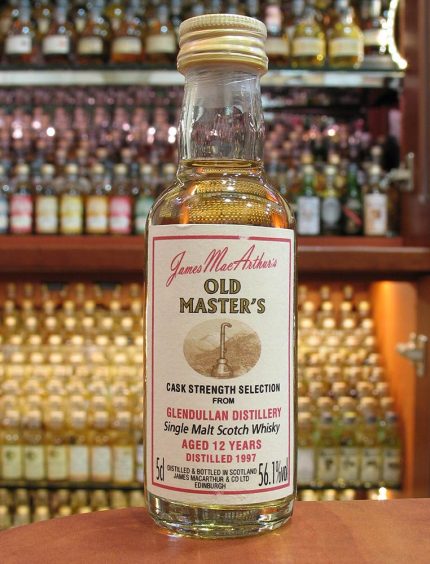 James MacArthur's
OLD
MASTER'S
CASK STRENGTH SELECTION
FROM
GLENDULLAN DISTILLERY
Single Malt Scotch Whisky
AGED 12 YEARS
DISTILLED 1997
5cl DISTILLED & BOTTLED IN SCOTLAND 56.1%vol
JAMES MACARTHUR & CO LTD
EDINBURGH